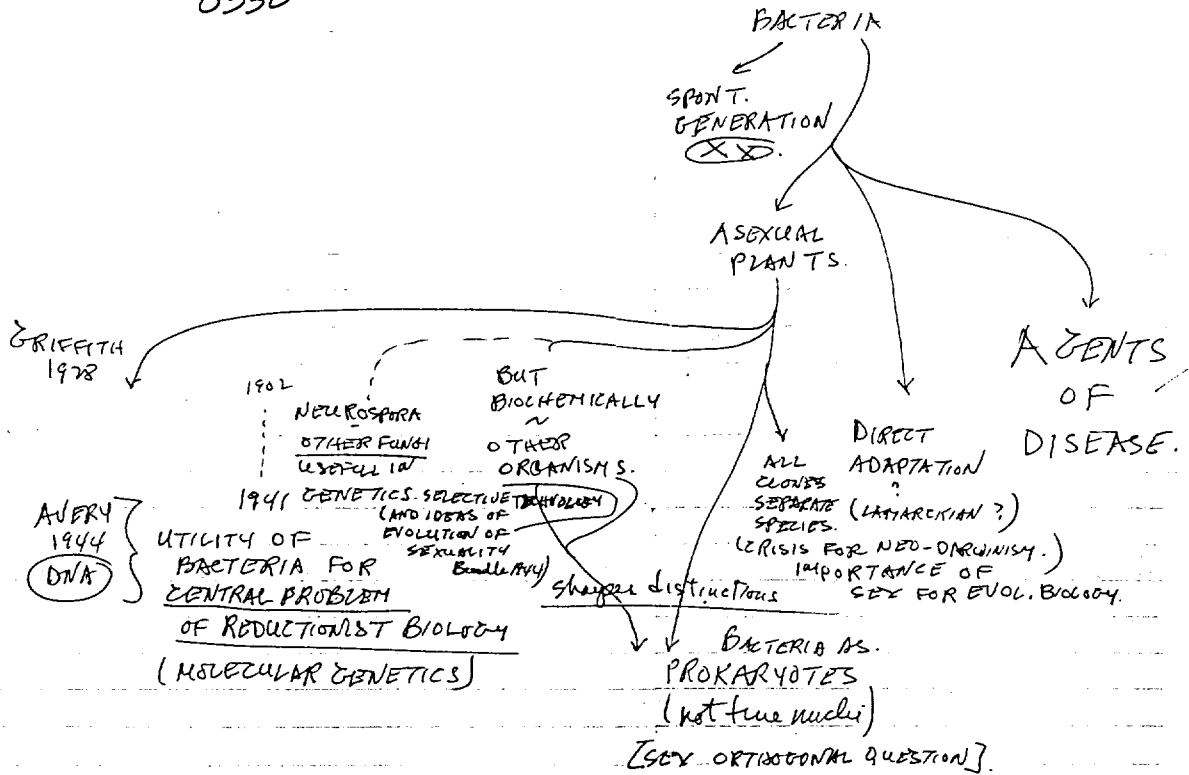 0330
BACTERIA
SPONT.
GENERATION
XX.
ASEXUAL
PLANTS.
AGENTS
OF
DISEASE.
GRIFFITH
1928
1902
1941
NEUROSPORA
OTHER FUNGI
USEFUL IN
GENETICS. SELECTIVE TECHNOLOGY
(AND IDEAS OF
EVOLUTION OF
SEXUALITY
BUT
BIOCHEMICALLY
~
OTHER
ORGANISMS.
ALL
CLONES
SEPARATE
SPECIES.
DIRECT
ADAPTATION
?
(LAMARCKIAN?)
(CRISIS FOR NEO-DARWINISM.)
IMPORTANCE OF
SEX FOR EVOL. BIOLOGY.
AVERY
1944
DNA
UTILITY OF
BACTERIA FOR
CENTRAL PROBLEM
OF REDUCTIONIST BIOLOGY
(MOLECULAR GENETICS)
Sharper distinctions
BACTERIA AS.
PROKARYOTES
(not true nuclei)
[SEX ORTHOGONAL QUESTION].